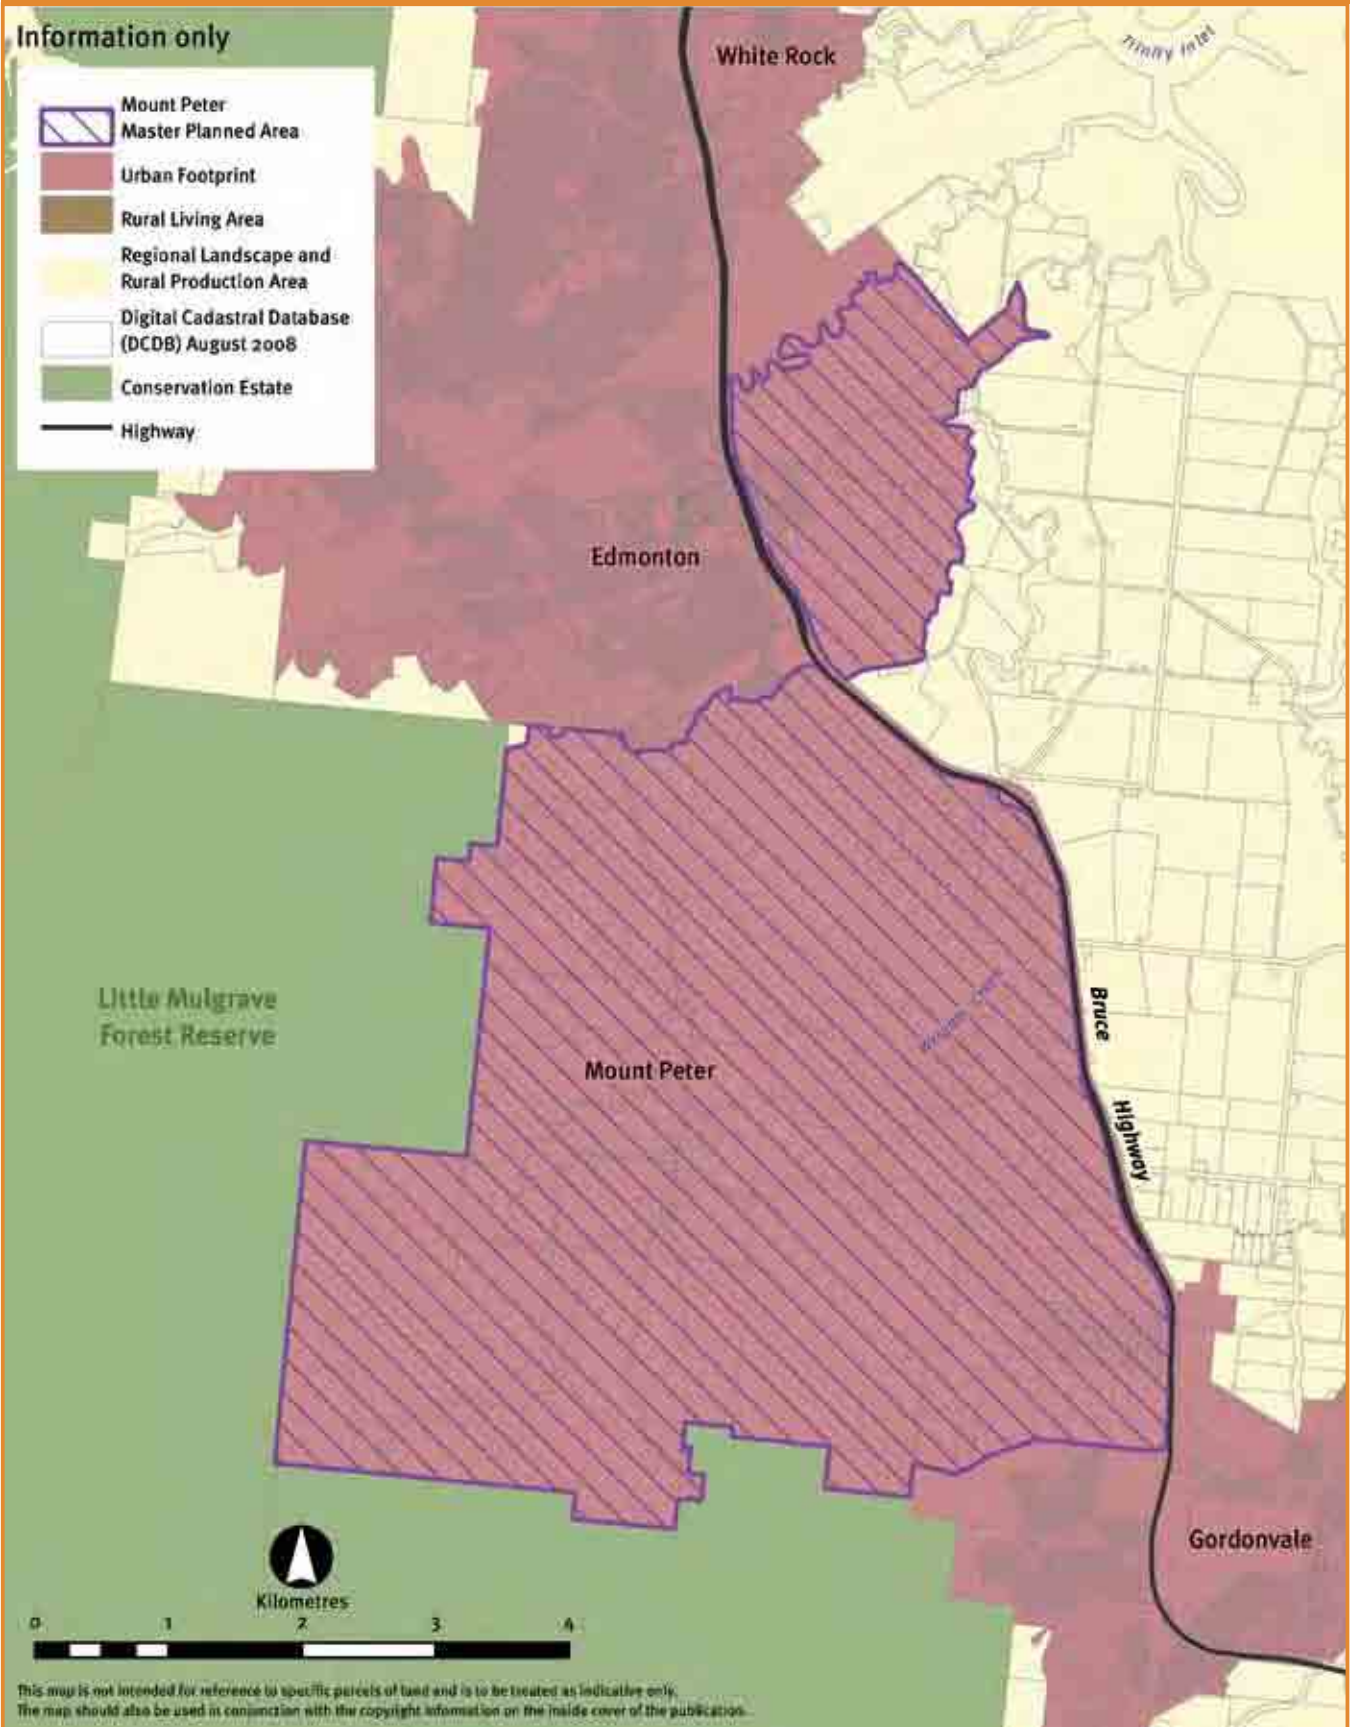 Information only
White Rock
Trinity Inlet
Mount Peter
Master Planned Area
Urban Footprint
Rural Living Area
Regional Landscape and
Rural Production Area
Digital Cadastral Database
(DCDB) August 2008
Conservation Estate
Highway
Edmonton
Little Mulgrave
Forest Reserve
Bruce
Mount Peter
Highway
Gordonvale
Kilometres
0 1 2 3 4
This map is not intended for reference to specific parcels of land and is to be treated as indicative only.
The map should also be used in conjunction with the copyright information on the inside cover of the publication.